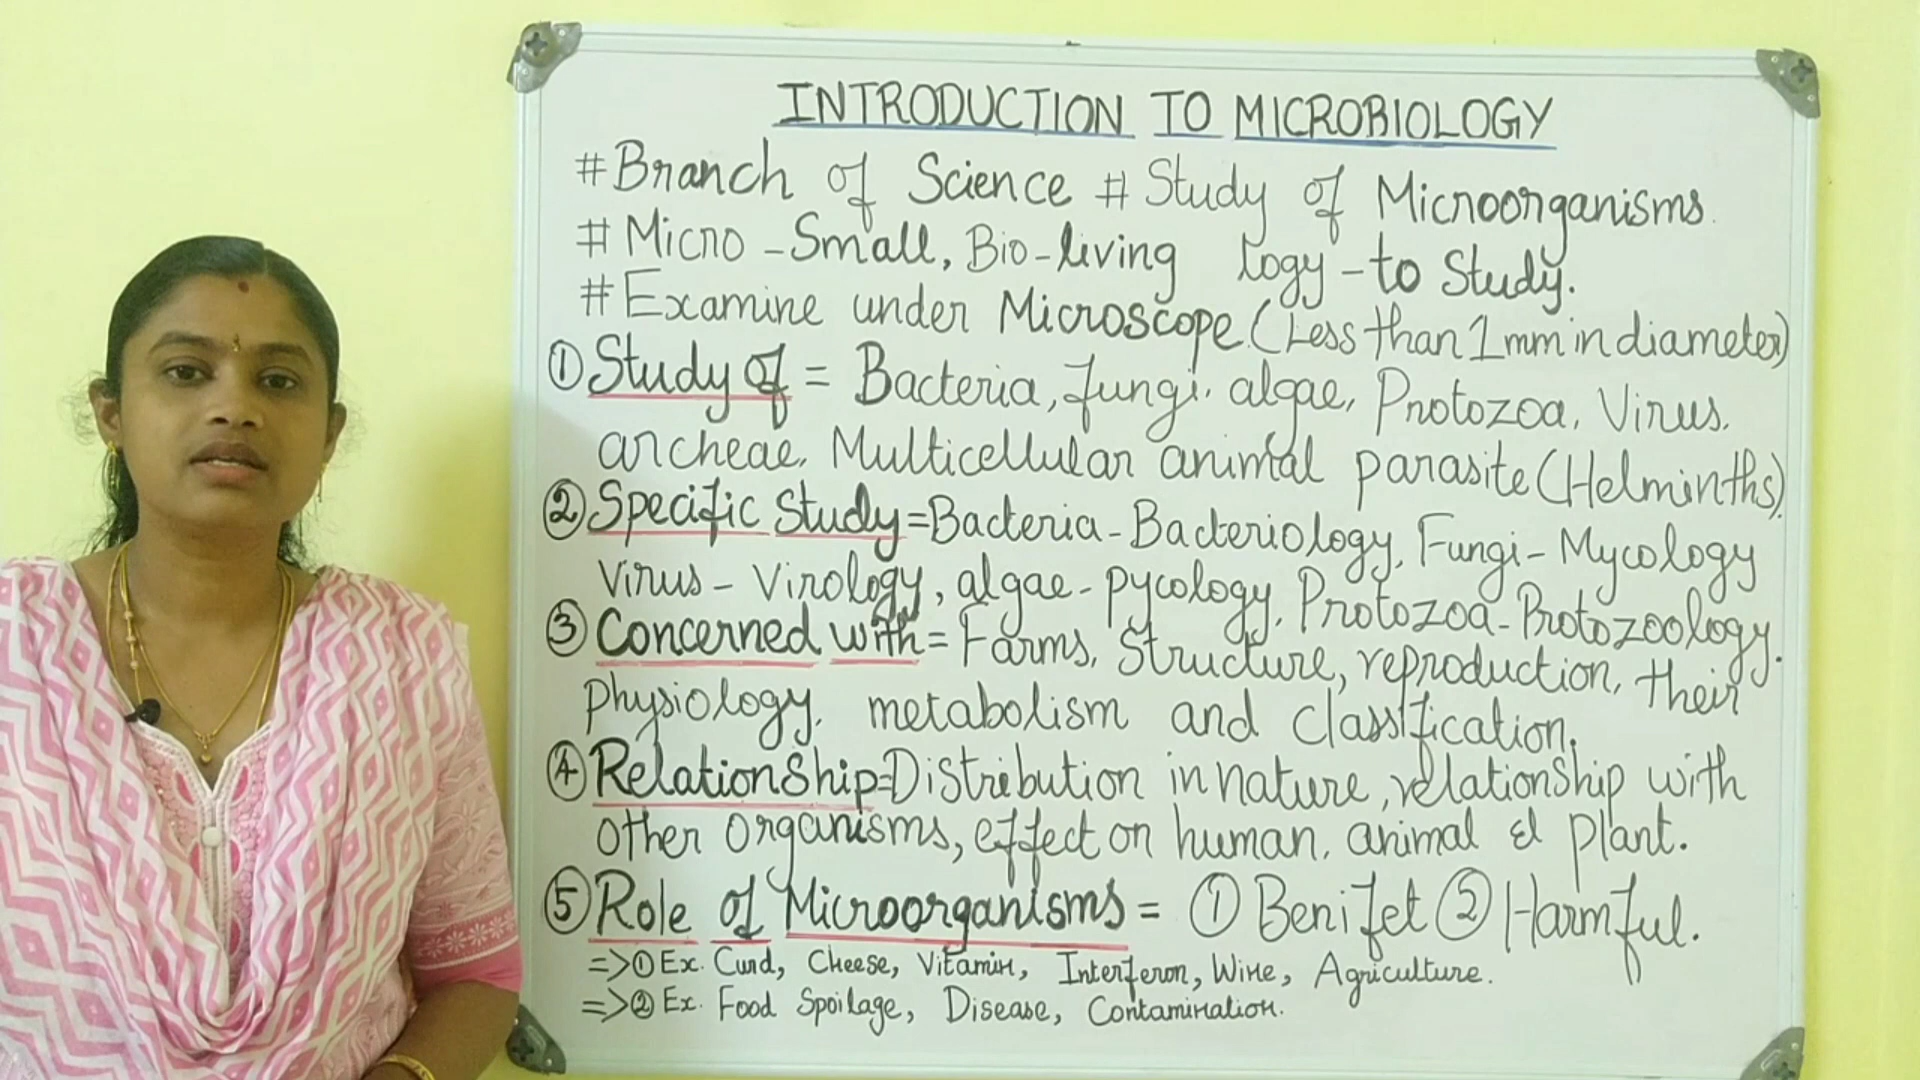 INTRODUCTION TO MICROBIOLOGY
#Branch of Science # Study of Microorganisms.
# Micro - Small, Bio-living logy - to Study.
# Examine under Microscope. (Less than 1mm in diameter)
① Study of = Bacteria, fungi, algae, Protozoa, Virus,
archeae, Multicellular animal parasite (Helminths).
② Specific Study = Bacteria - Bacteriology, Fungi - Mycology
Virus - Virology, algae - pycology, Protozoa - Protozoology.
③ Concerned with = Forms, Structure, reproduction, their
physiology, metabolism and classification.
④ Relationship = Distribution in nature, relationship with
other organisms, effect on human, animal & plant.
⑤ Role of Microorganisms = ① Benifet ② Harmful.
=> ① Ex. Curd, Cheese, Vitamin, Interferon, Wine, Agriculture.
=> ② Ex. Food Spoilage, Disease, Contamination.